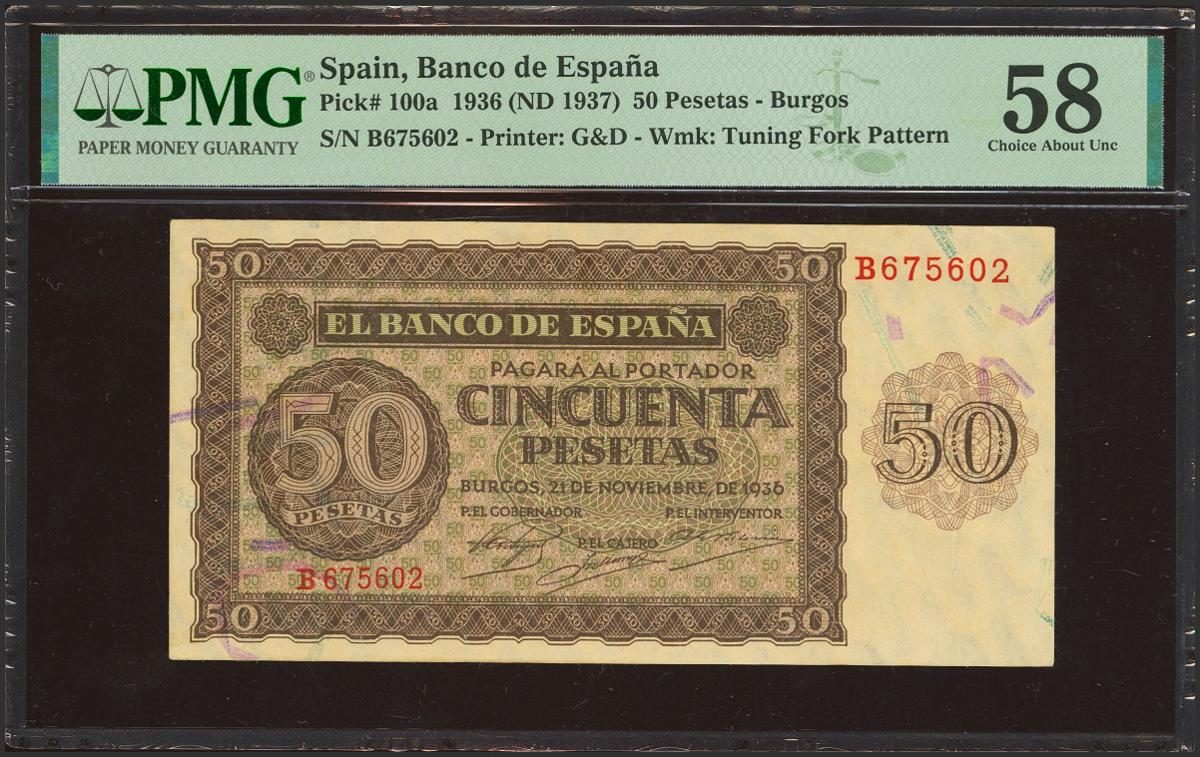 PMG®
PAPER MONEY GUARANTY
Spain, Banco de España
Pick# 100a 1936 (ND 1937) 50 Pesetas - Burgos
S/N B675602 - Printer: G&D - Wmk: Tuning Fork Pattern
58
Choice About Unc
50 50
B675602
EL BANCO DE ESPAÑA
PAGARÁ AL PORTADOR
CINCUENTA
PESETAS
50
PESETAS
50
BURGOS, 21 DE NOVIEMBRE, DE 1936
P.EL GOBERNADOR P.EL INTERVENTOR
P.EL CAJERO
B675602
50 50